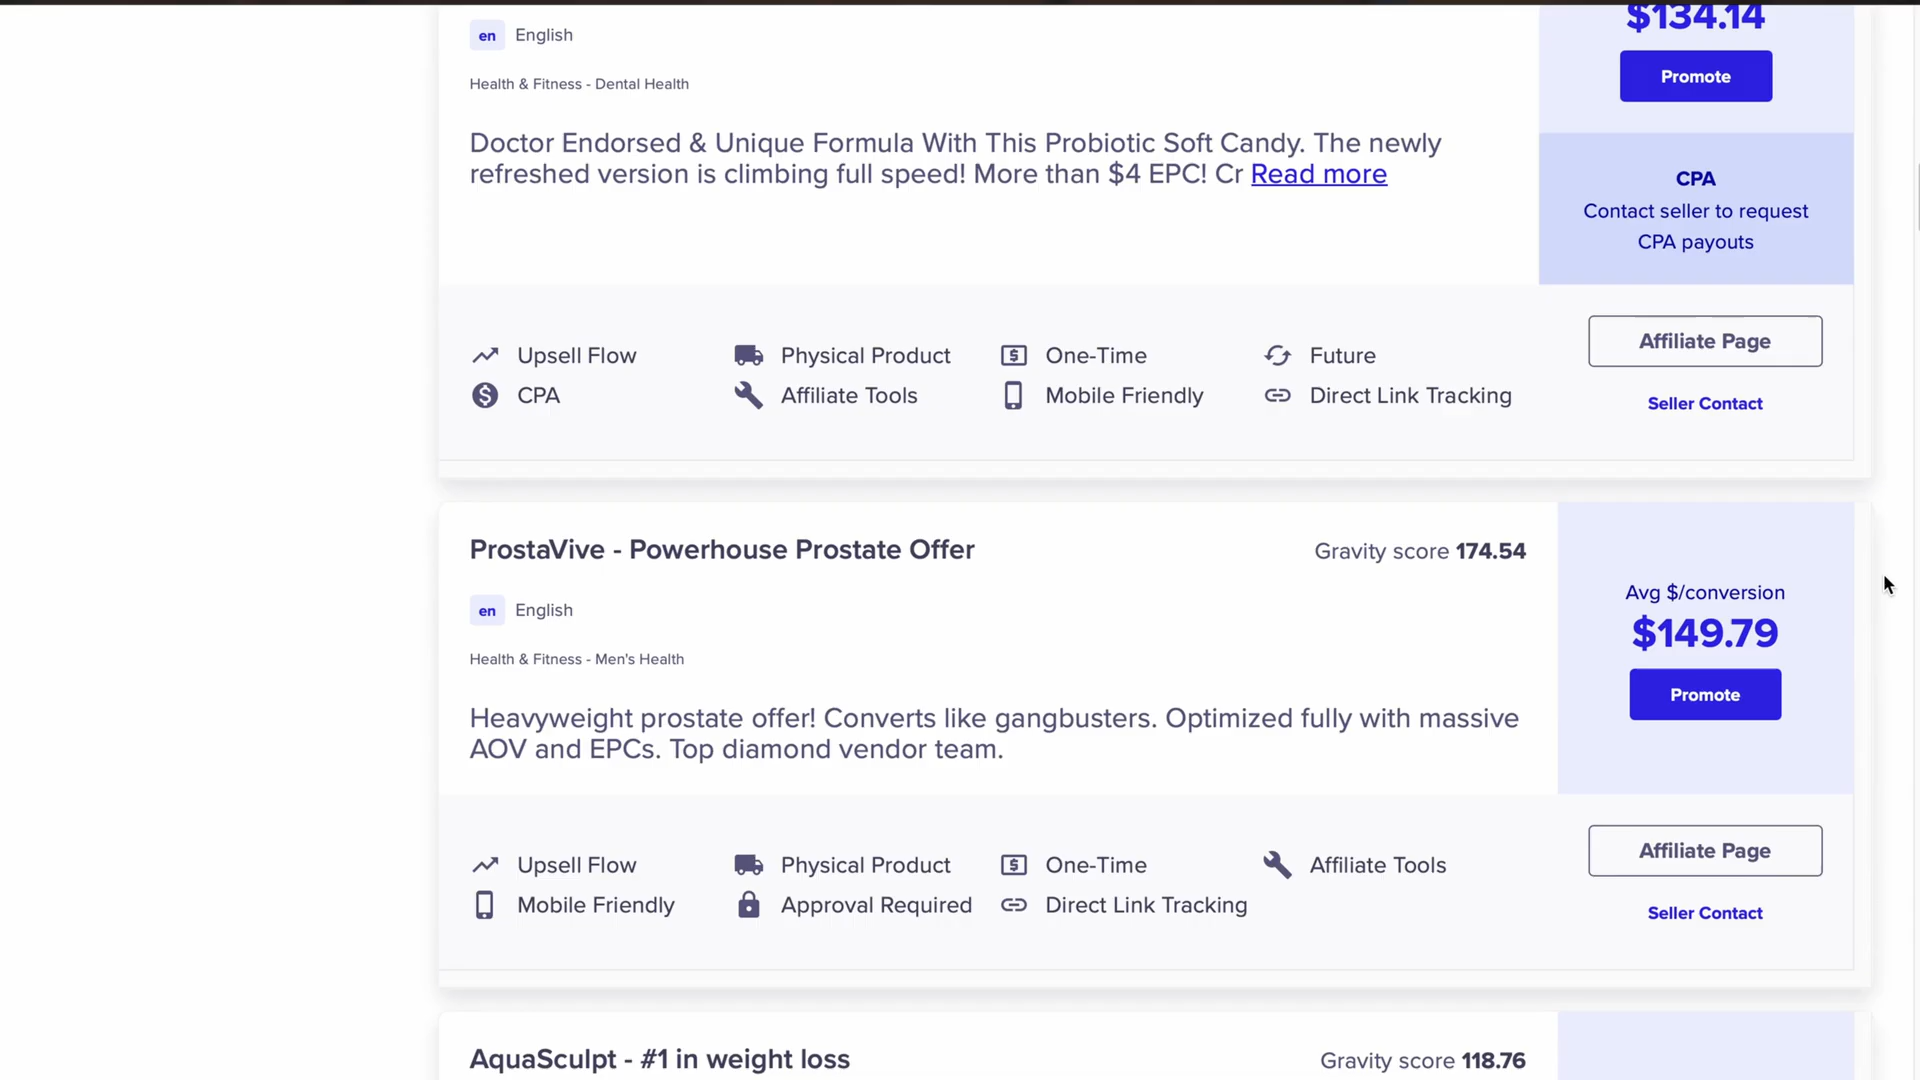 $134.14
en English
Promote
Health & Fitness - Dental Health
Doctor Endorsed & Unique Formula With This Probiotic Soft Candy. The newly
refreshed version is climbing full speed! More than $4 EPC! Cr Read more
CPA
Contact seller to request
CPA payouts
Upsell Flow
Physical Product
One-Time
Future
CPA
Affiliate Tools
Mobile Friendly
Direct Link Tracking
Affiliate Page
Seller Contact
ProstaVive - Powerhouse Prostate Offer
Gravity score 174.54
en English
Health & Fitness - Men's Health
Heavyweight prostate offer! Converts like gangbusters. Optimized fully with massive
AOV and EPCs. Top diamond vendor team.
Avg $/conversion
$149.79
Promote
Upsell Flow
Physical Product
One-Time
Affiliate Tools
Mobile Friendly
Approval Required
Direct Link Tracking
Affiliate Page
Seller Contact
AquaSculpt - #1 in weight loss
Gravity score 118.76